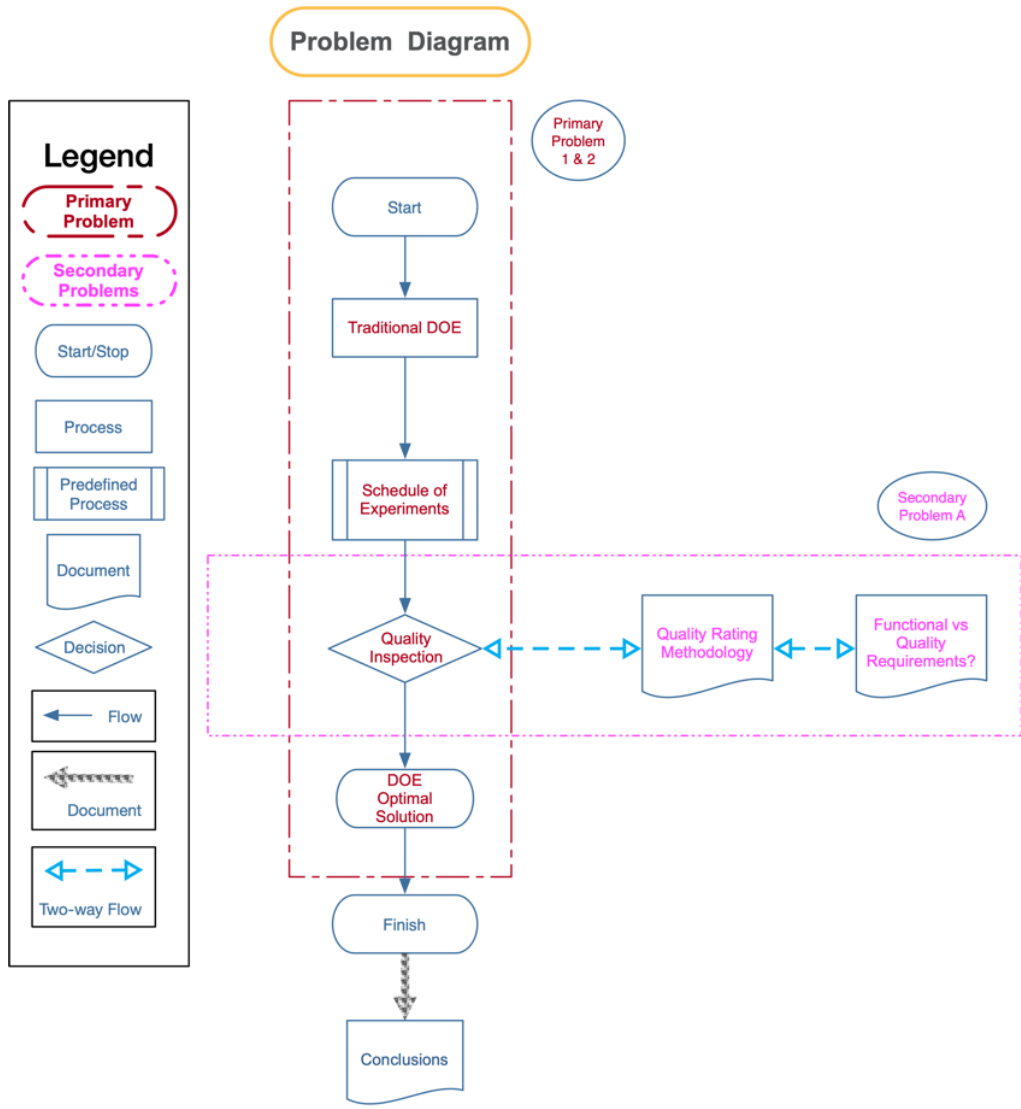 Problem Diagram
Legend
Primary
Problem
Secondary
Problems
Start/Stop
Process
Predefined
Process
Document
Decision
Flow
Document
Two-way Flow
Primary
Problem
1 & 2
Start
Traditional DOE
Schedule of
Experiments
Secondary
Problem A
Quality
Inspection
Quality Rating
Methodology
Functional vs
Quality
Requirements?
DOE
Optimal
Solution
Finish
Conclusions